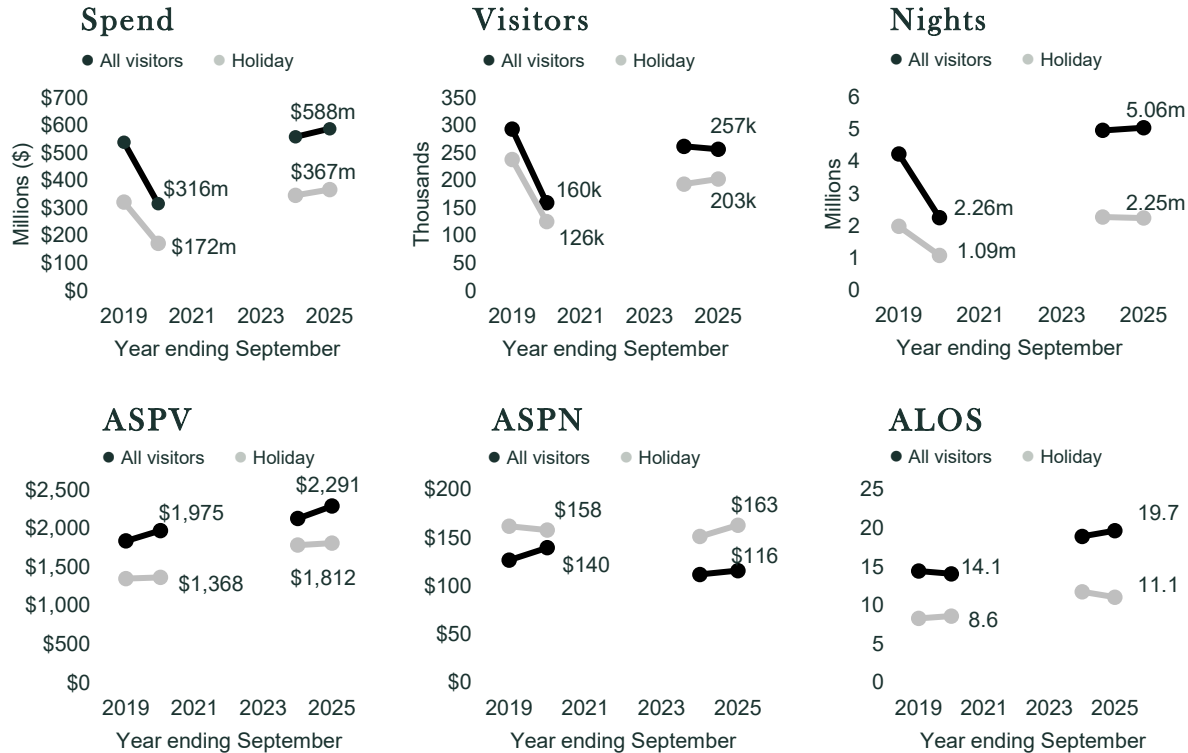 Spend
All visitors Holiday
$700
$600
$500
$400
$300
$200
$100
$0
Millions ($)
$588m
$367m
$316m
$172m
2019 2021 2023 2025
Year ending September
Visitors
All visitors Holiday
350
300
250
200
150
100
50
0
Thousands
257k
160k
203k
126k
2019 2021 2023 2025
Year ending September
Nights
All visitors Holiday
6
5
4
3
2
1
0
Millions
5.06m
2.26m
2.25m
1.09m
2019 2021 2023 2025
Year ending September
ASPV
All visitors Holiday
$2,500
$2,000
$1,500
$1,000
$500
$0
$2,291
$1,975
$1,368
$1,812
2019 2021 2023 2025
Year ending September
ASPN
All visitors Holiday
$200
$150
$100
$50
$0
$158
$163
$140
$116
2019 2021 2023 2025
Year ending September
ALOS
All visitors Holiday
25
20
15
10
5
0
19.7
14.1
11.1
8.6
2019 2021 2023 2025
Year ending September